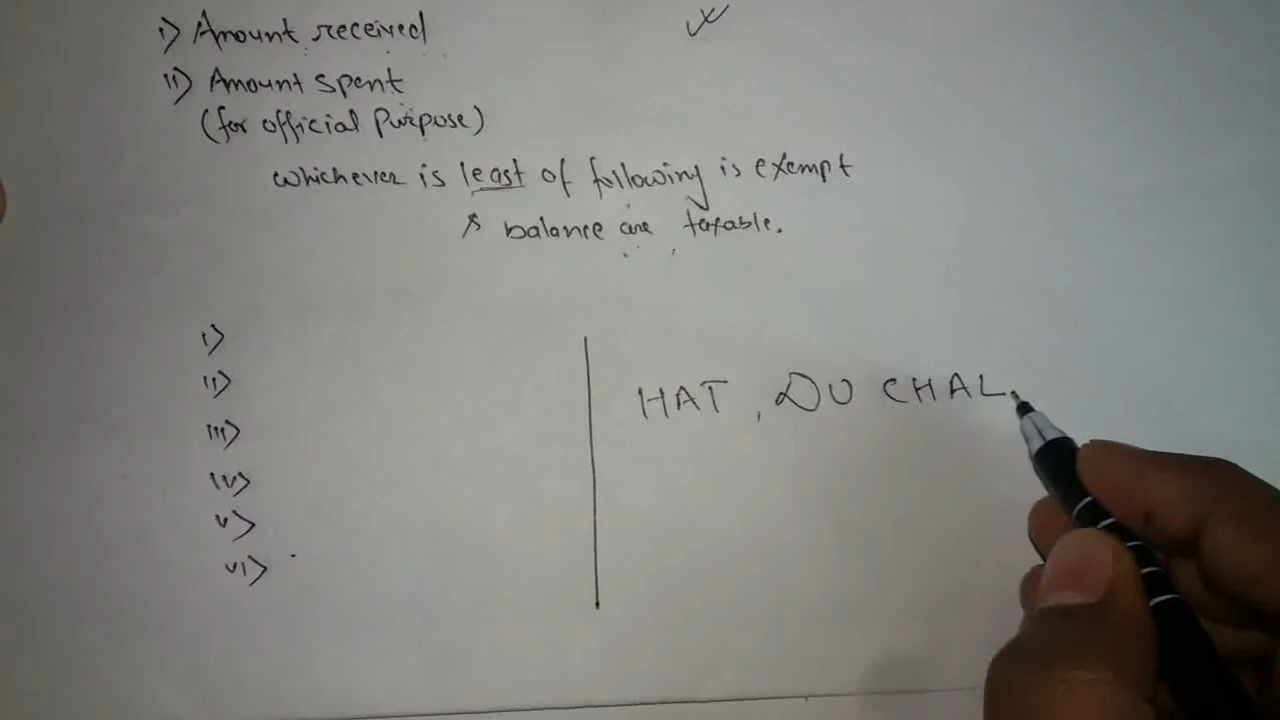 i) Amount received
ii) Amount spent
(for official purpose)
whichever is least of following is exempt
& balance are taxable.
i)
ii)
iii)
iv)
v)
vi)
HAT, DU CHAL